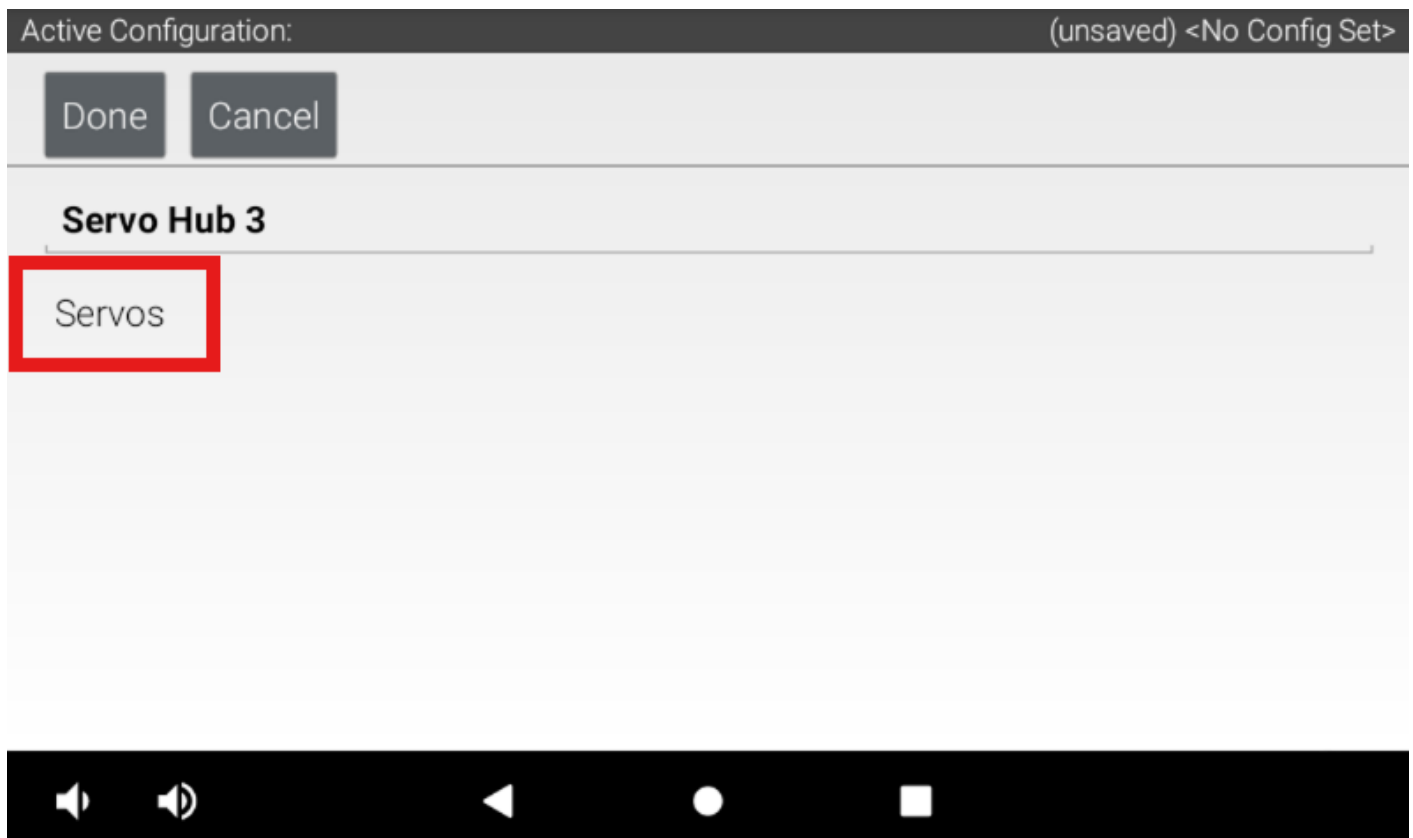 Active Configuration: (unsaved) <No Config Set>
Done Cancel
Servo Hub 3
Servos